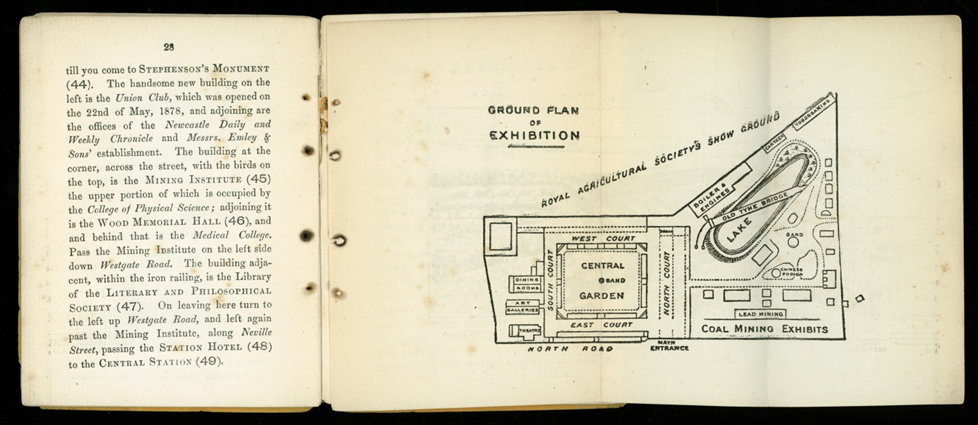 28
till you come to STEPHENSON'S MONUMENT
(44). The handsome new building on the
left is the Union Club, which was opened on
the 22nd of May, 1878, and adjoining are
the offices of the Newcastle Daily and
Weekly Chronicle and Messrs. Emley &
Sons' establishment. The building at the
corner, across the street, with the birds on
the top, is the MINING INSTITUTE (45)
the upper portion of which is occupied by
the College of Physical Science; adjoining it
is the WOOD MEMORIAL HALL (46), and
and behind that is the Medical College.
Pass the Mining Institute on the left side
down Westgate Road. The building adja-
cent, within the iron railing, is the Library
of the LITERARY AND PHILOSOPHICAL
SOCIETY (47). On leaving here turn to
the left up Westgate Road, and left again
past the Mining Institute, along Neville
Street, passing the STATION HOTEL (48)
to the CENTRAL STATION (49).
GROUND PLAN
OF
EXHIBITION
ROYAL AGRICULTURAL SOCIETY'S SHOW GROUND
TOBOGGANING
CANTEEN
BOILER &
ENGINES
OLD TYNE BRIDGE
LAKE
BAND
CHINESE
PAGODA
WEST COURT
SOUTH COURT
CENTRAL
BAND
GARDEN
NORTH COURT
DINING
ROOMS
ART
GALLERIES
THEATRE
EAST COURT
LEAD MINING
COAL MINING EXHIBITS
NORTH ROAD
MAIN
ENTRANCE